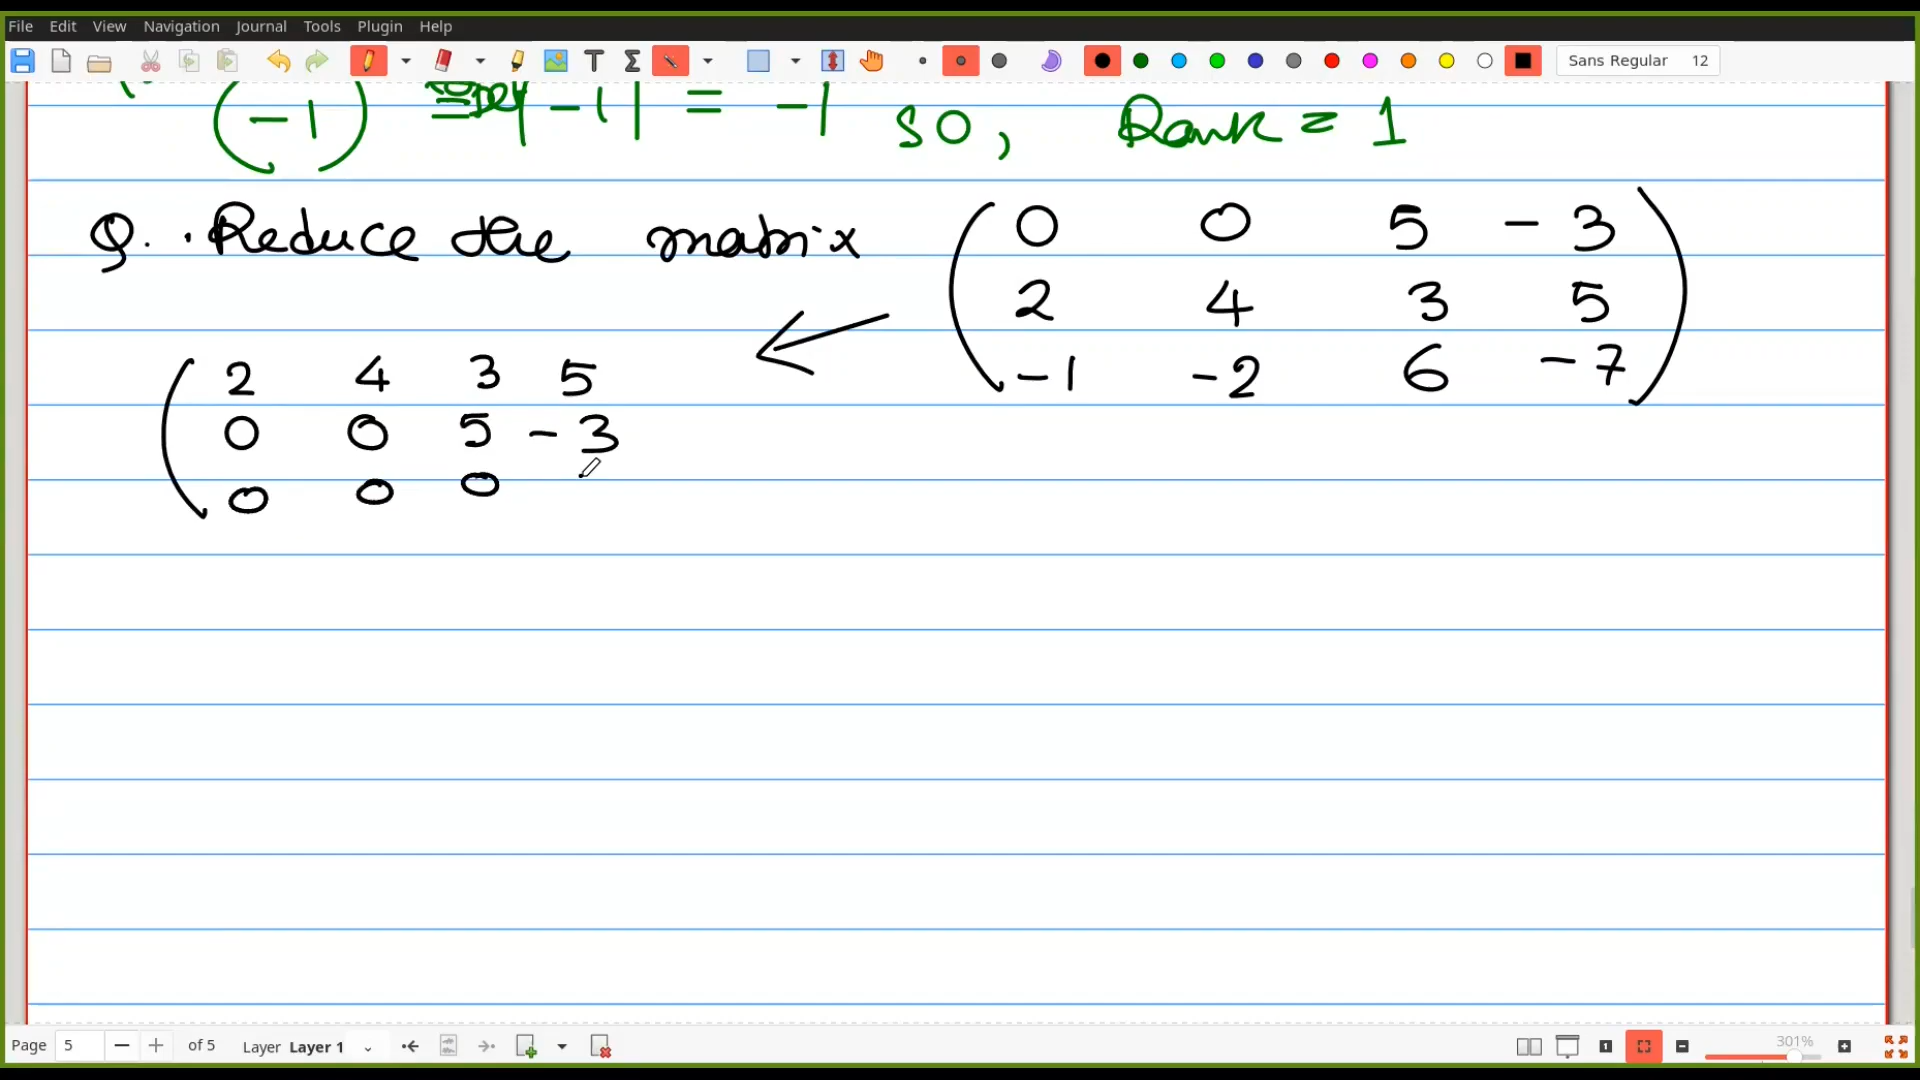 File Edit View Navigation Journal Tools Plugin Help
Sans Regular 12
(-1) |-1| = -1 so, Rank = 1
Q. Reduce the matrix
0 0 5 -3
2 4 3 5
-1 -2 6 -7
2 4 3 5
0 0 5 -3
0 0 0
Page 5 of 5 Layer Layer 1 301%